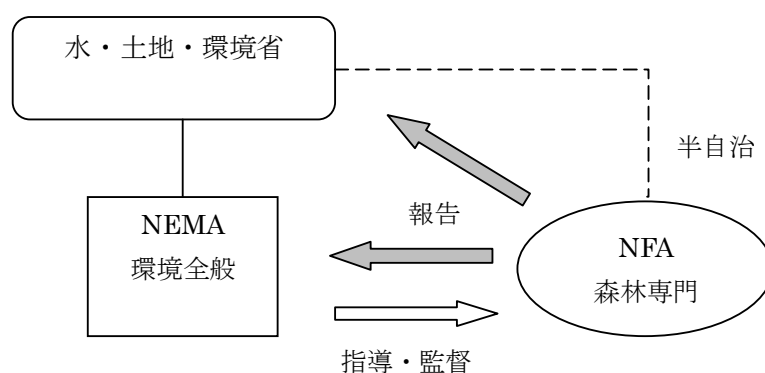 水・土地・環境省
半自治
報告
NEMA
環境全般
NFA
森林専門
指導・監督